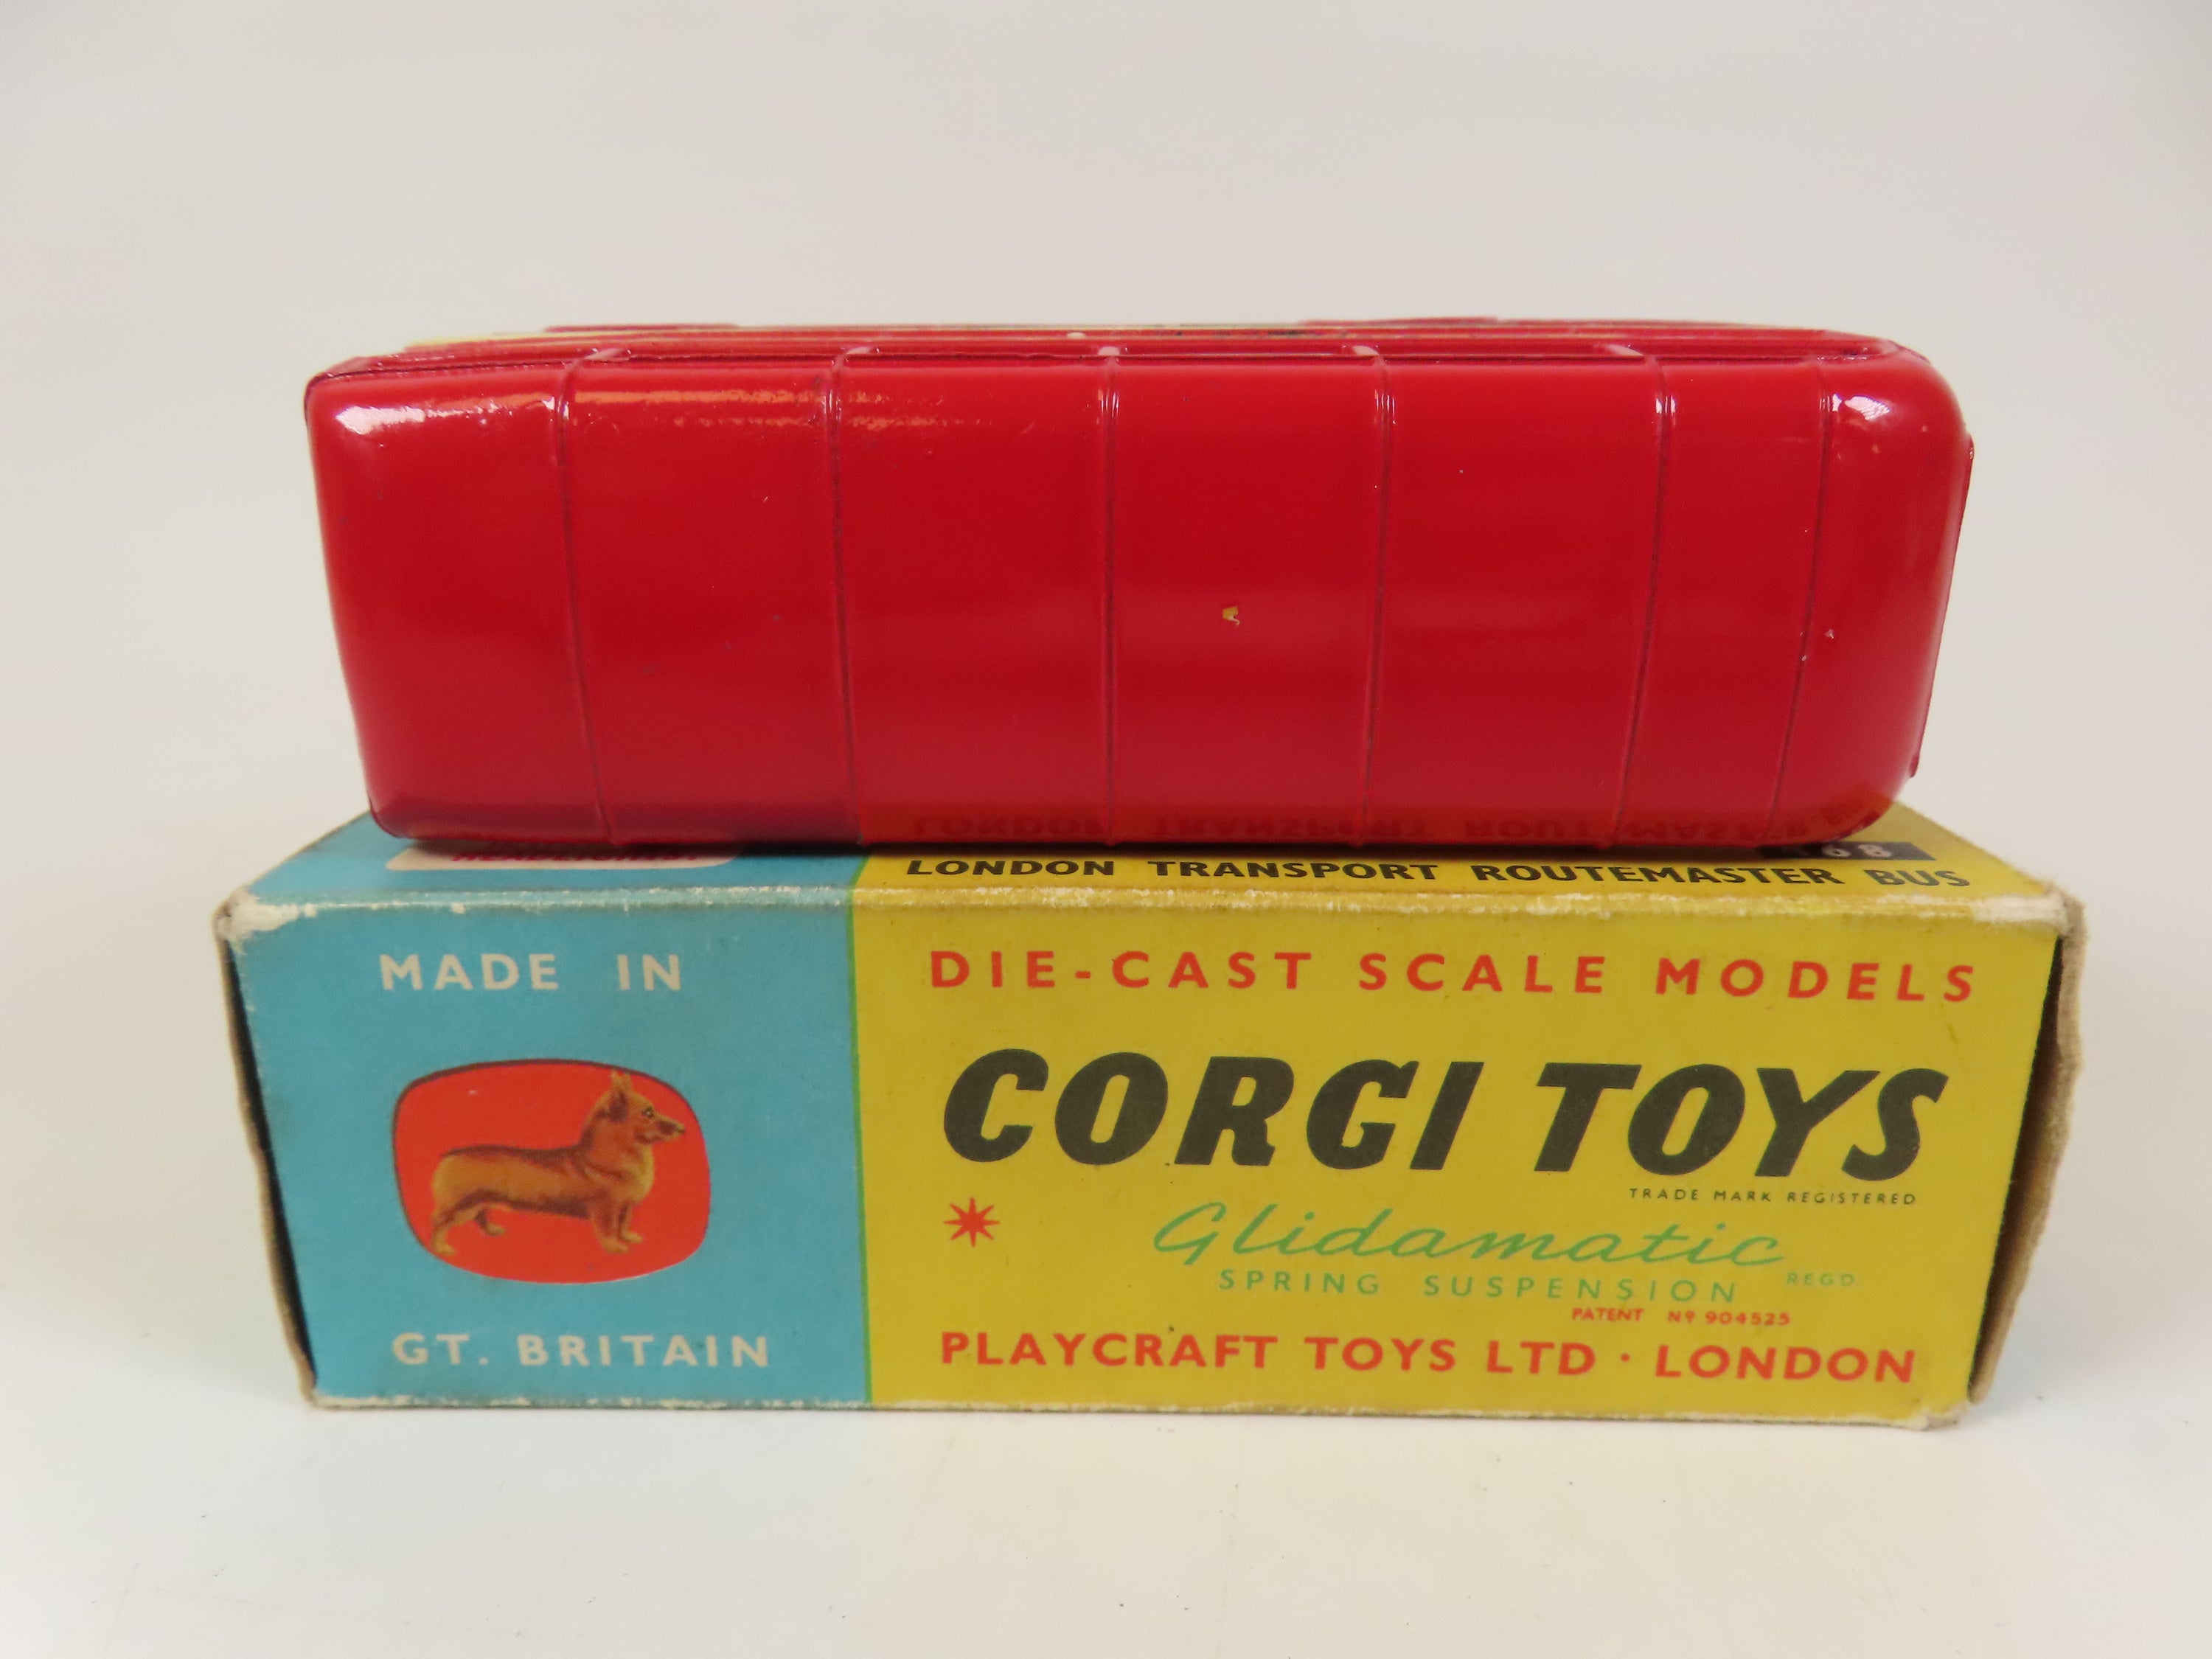 68
LONDON TRANSPORT ROUTEMASTER BUS
MADE IN
GT. BRITAIN
DIE-CAST SCALE MODELS
CORGI TOYS
TRADE MARK REGISTERED
Glidamatic
SPRING SUSPENSION REGD.
PATENT Nº 904525
PLAYCRAFT TOYS LTD · LONDON